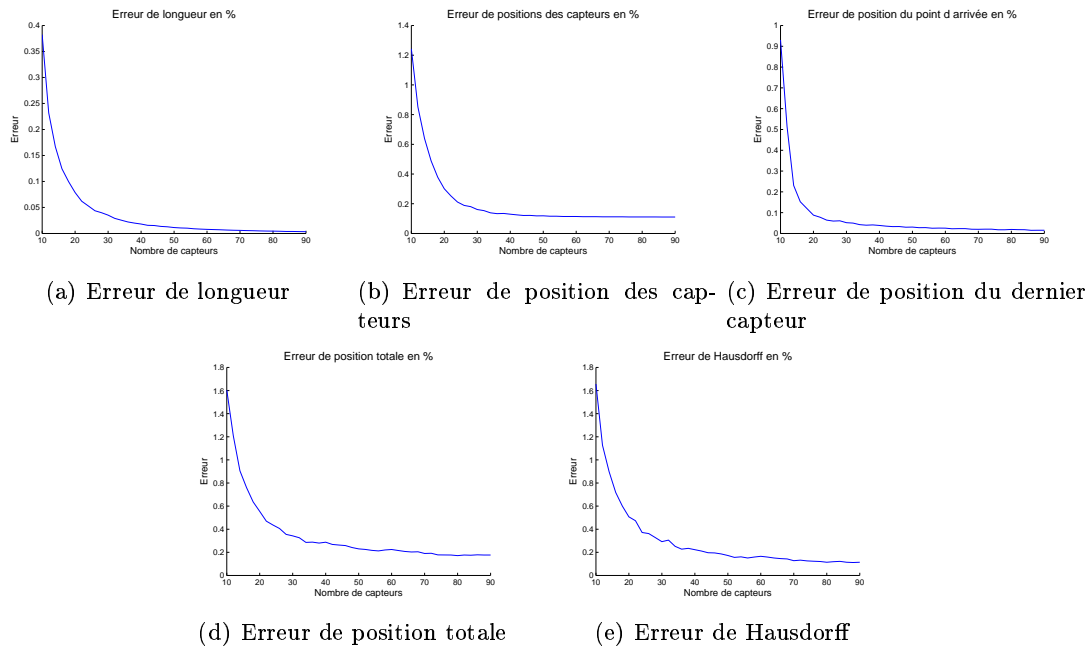 Erreur de longueur en %
0.4
0.35
0.3
0.25
0.2
0.15
0.1
0.05
0
Erreur
10 20 30 40 50 60 70 80 90
Nombre de capteurs
(a) Erreur de longueur
Erreur de positions des capteurs en %
1.4
1.2
1
0.8
0.6
0.4
0.2
0
Erreur
10 20 30 40 50 60 70 80 90
Nombre de capteurs
(b) Erreur de position des cap-
teurs
Erreur de position du point d arrivée en %
1
0.9
0.8
0.7
0.6
0.5
0.4
0.3
0.2
0.1
0
Erreur
10 20 30 40 50 60 70 80 90
Nombre de capteurs
(c) Erreur de position du dernier
capteur
Erreur de position totale en %
1.8
1.6
1.4
1.2
1
0.8
0.6
0.4
0.2
0
Erreur
10 20 30 40 50 60 70 80 90
Nombre de capteurs
(d) Erreur de position totale
Erreur de Hausdorff en %
1.8
1.6
1.4
1.2
1
0.8
0.6
0.4
0.2
0
Erreur
10 20 30 40 50 60 70 80 90
Nombre de capteurs
(e) Erreur de Hausdorff